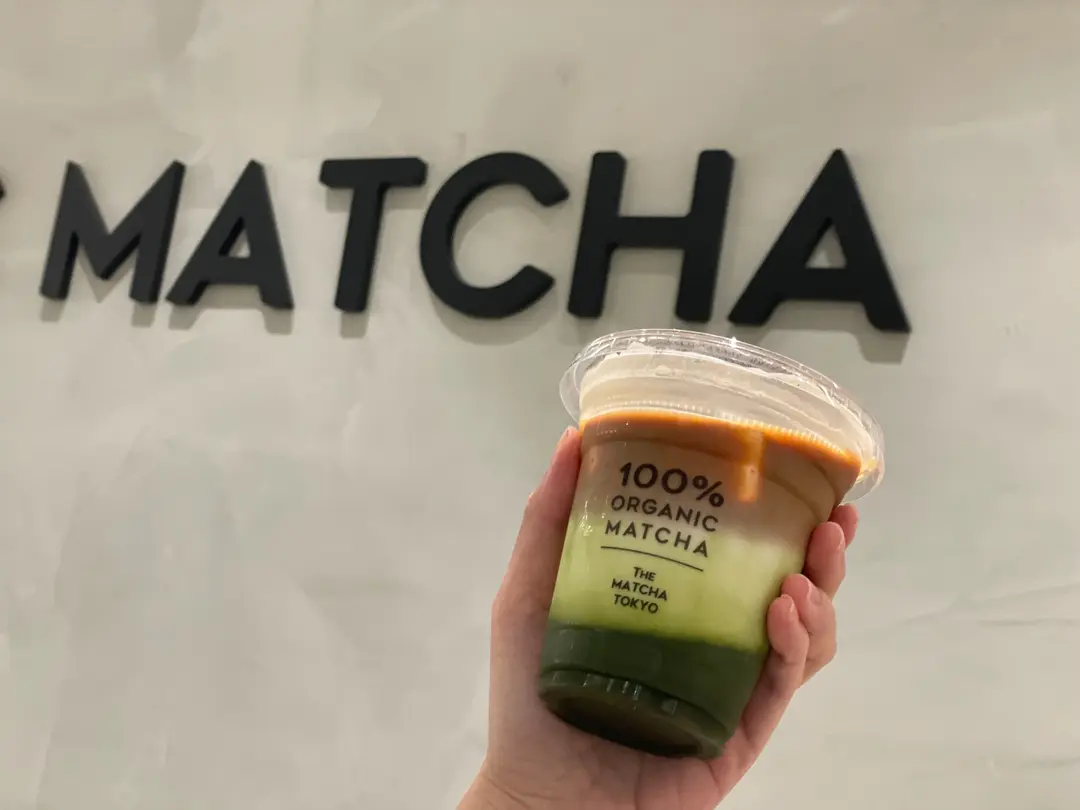 MATCHA
100%
ORGANIC
MATCHA
THE
MATCHA
TOKYO